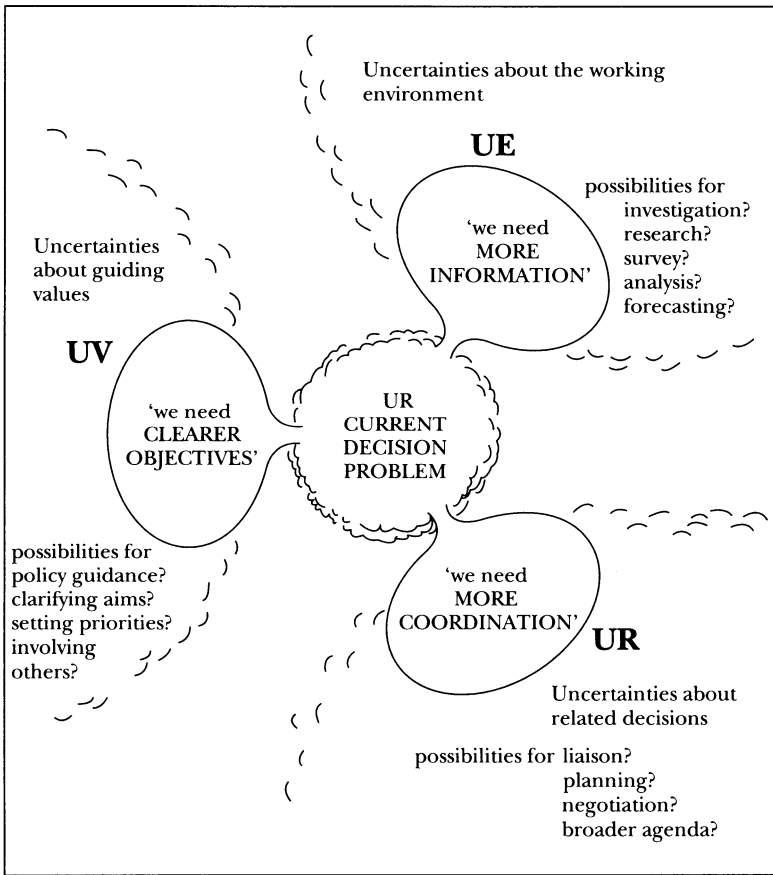 Uncertainties about the working
environment
UE
'we need
MORE
INFORMATION'
possibilities for
investigation?
research?
survey?
analysis?
forecasting?
Uncertainties
about guiding
values
UV
'we need
CLEARER
OBJECTIVES'
possibilities for
policy guidance?
clarifying aims?
setting priorities?
involving
others?
UR
CURRENT
DECISION
PROBLEM
'we need
MORE
COORDINATION'
UR
Uncertainties about
related decisions
possibilities for liaison?
planning?
negotiation?
broader agenda?